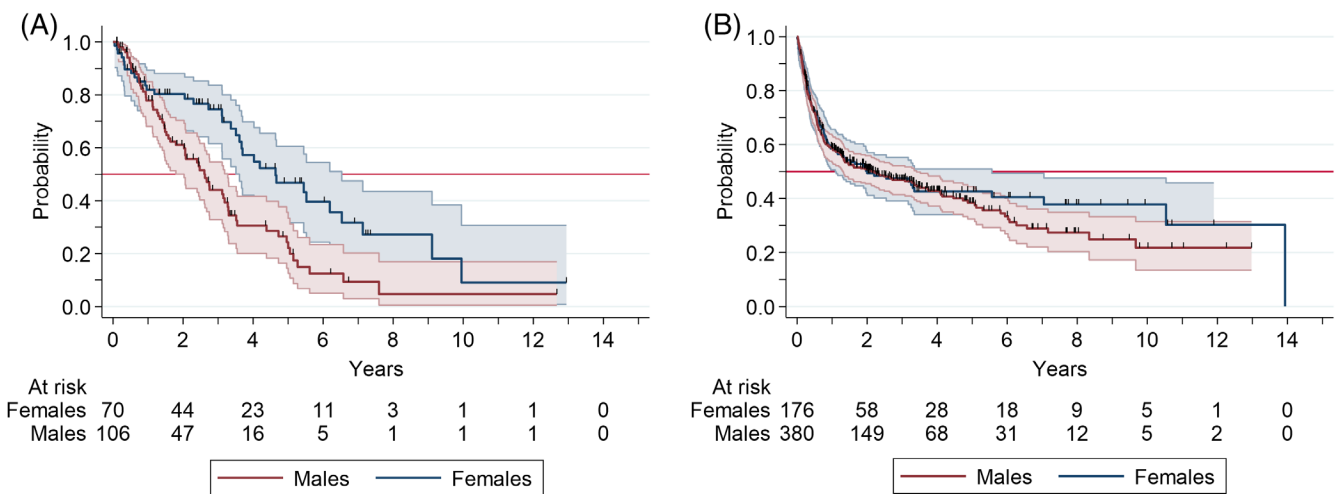 (A)
Probability
1.0
0.8
0.6
0.4
0.2
0.0
0 2 4 6 8 10 12 14
Years
At risk
Females 70 44 23 11 3 1 1 0
Males 106 47 16 5 1 1 1 0
Males Females
(B)
Probability
1.0
0.8
0.6
0.4
0.2
0.0
0 2 4 6 8 10 12 14
Years
At risk
Females 176 58 28 18 9 5 1 0
Males 380 149 68 31 12 5 2 0
Males Females